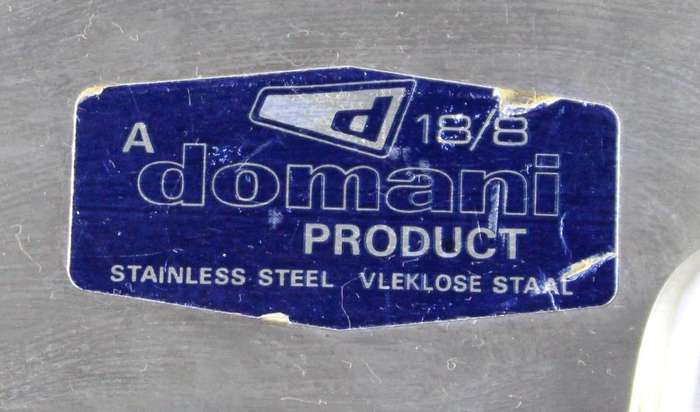 d
A 18/8
domani
PRODUCT
STAINLESS STEEL VLEKLOSE STAAL